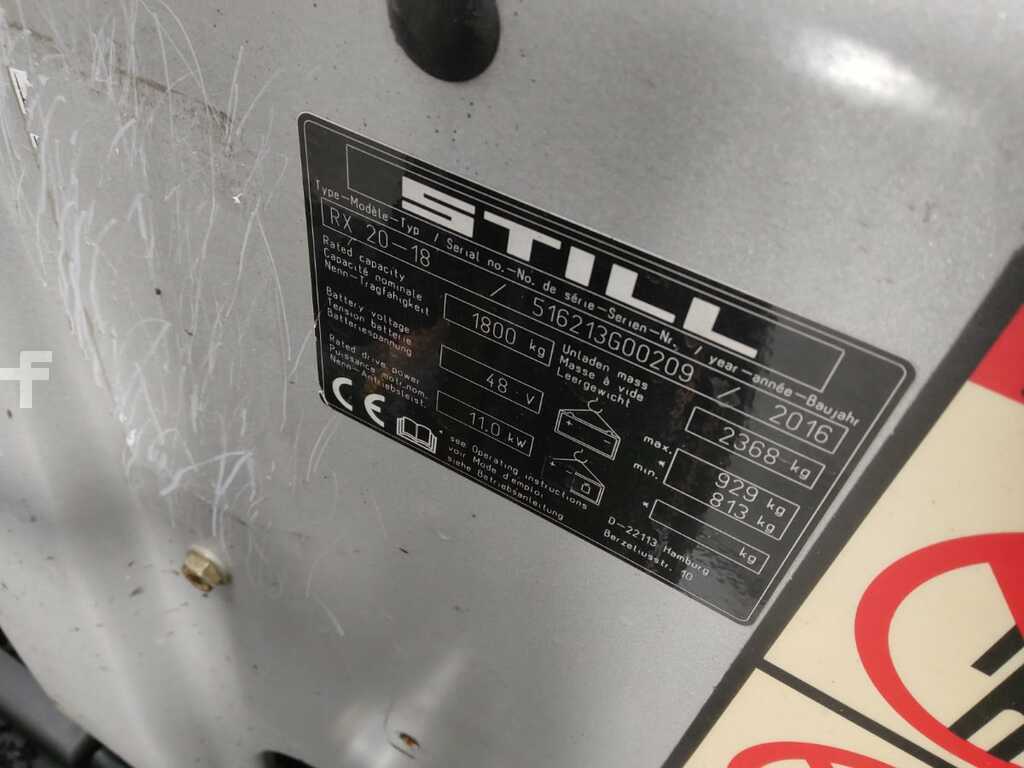 STILL
Type-Modèle-Typ / Serial no.-No. de série-Serien-Nr. / year-année-Baujahr
RX 20-18 / 516213G00209 / 2016
Rated capacity
Capacité nominale
Nenn-Tragfähigkeit
1800 kg
Unladen mass
Masse à vide
Leergewicht
2368 kg
Battery voltage
Tension batterie
Batteriespannung
48 V
max. 929 kg
min. 813 kg
Rated drive power
Puissance motr. nom.
Nenn-Antriebsleist.
11.0 kW
kg
CE
* see Operating instructions
voir Mode d'emploi
siehe Betriebsanleitung
D-22113 Hamburg
Berzeliusstr. 10
f